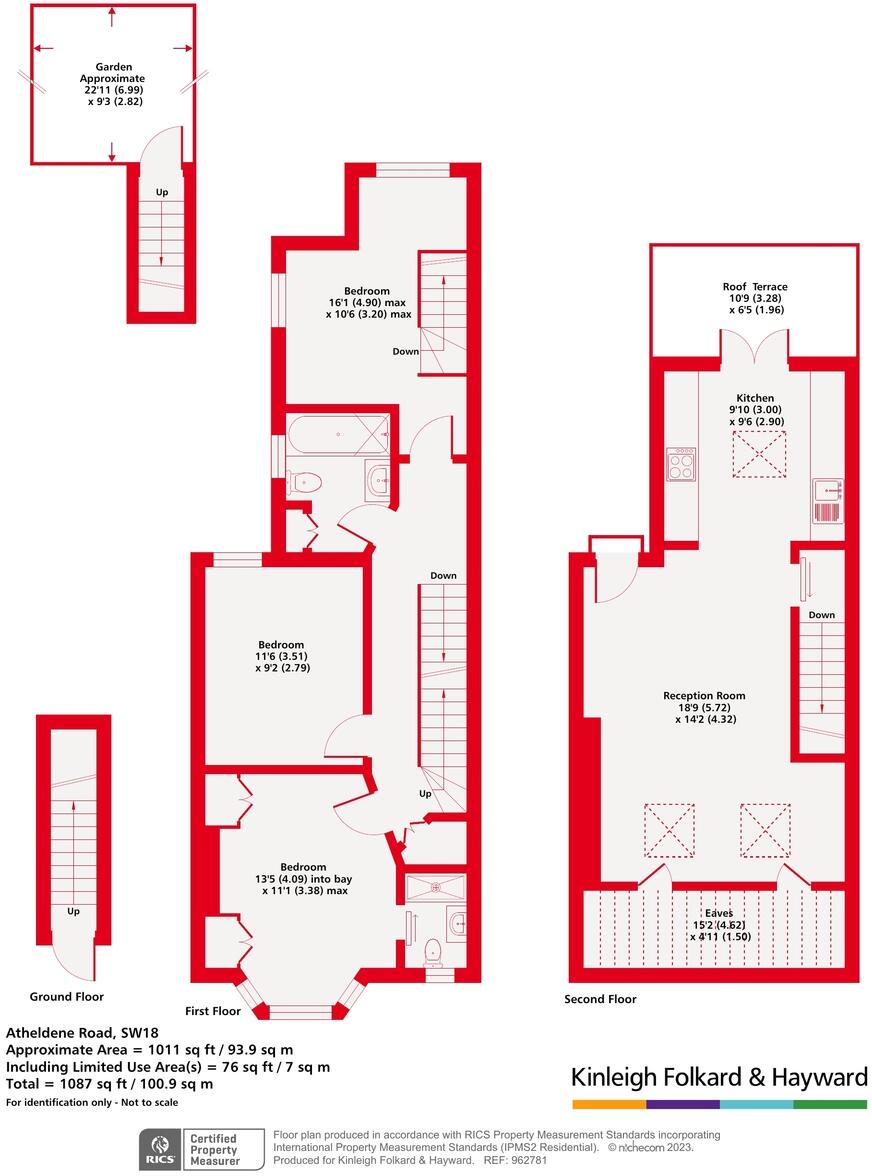 Garden
Approximate
22'11 (6.99)
x 9'3 (2.82)
Up
Bedroom
16'1 (4.90) max
x 10'6 (3.20) max
Down
Roof Terrace
10'9 (3.28)
x 6'5 (1.96)
Kitchen
9'10 (3.00)
x 9'6 (2.90)
Down
Bedroom
11'6 (3.51)
x 9'2 (2.79)
Down
Reception Room
18'9 (5.72)
x 14'2 (4.32)
Up
Bedroom
13'5 (4.09) into bay
x 11'1 (3.38) max
Up
Eaves
15'2 (4.62)
x 4'11 (1.50)
Ground Floor
First Floor
Second Floor
Atheldene Road, SW18
Approximate Area = 1011 sq ft / 93.9 sq m
Including Limited Use Area(s) = 76 sq ft / 7 sq m
Total = 1087 sq ft / 100.9 sq m
For identification only - Not to scale
Kinleigh Folkard & Hayward
RICS
Certified
Property
Measurer
Floor plan produced in accordance with RICS Property Measurement Standards incorporating
International Property Measurement Standards (IPMS2 Residential). © nichecom 2023.
Produced for Kinleigh Folkard & Hayward. REF: 962781